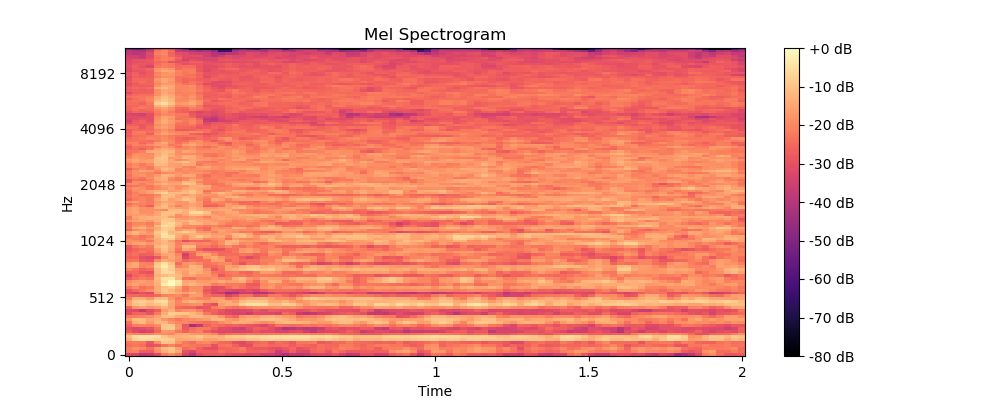 Mel Spectrogram
Hz
8192
4096
2048
1024
512
0
0 0.5 1 1.5 2
Time
+0 dB
-10 dB
-20 dB
-30 dB
-40 dB
-50 dB
-60 dB
-70 dB
-80 dB